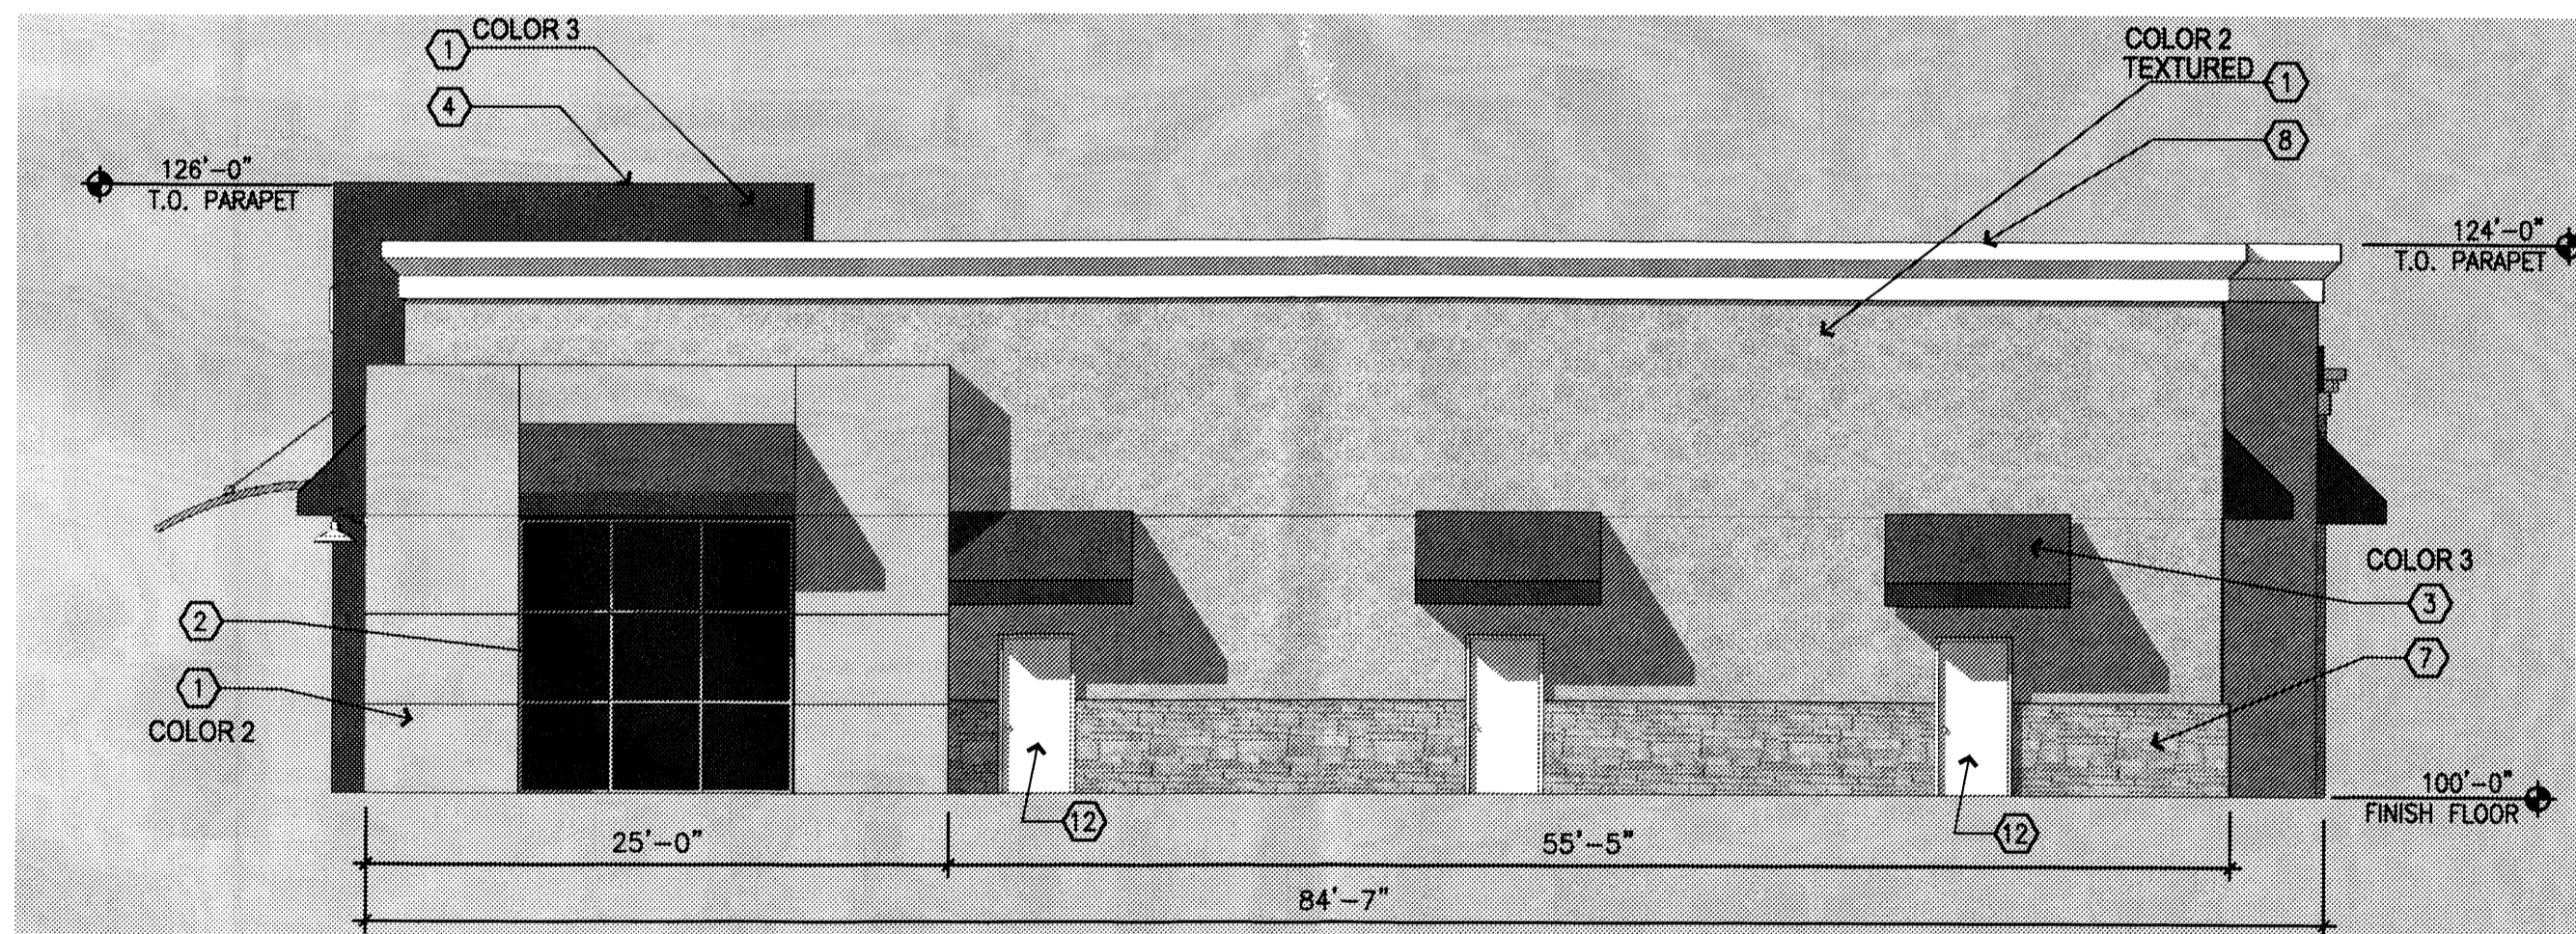 COLOR 3
1
4
COLOR 2
TEXTURED
1
8
126'-0"
T.O. PARAPET
124'-0"
T.O. PARAPET
COLOR 3
3
7
2
1
COLOR 2
100'-0"
FINISH FLOOR
12
12
25'-0"
55'-5"
84'-7"